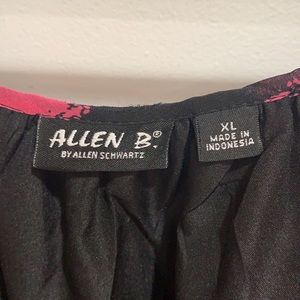 ALLEN B.®
BY ALLEN SCHWARTZ
XL
MADE IN
INDONESIA